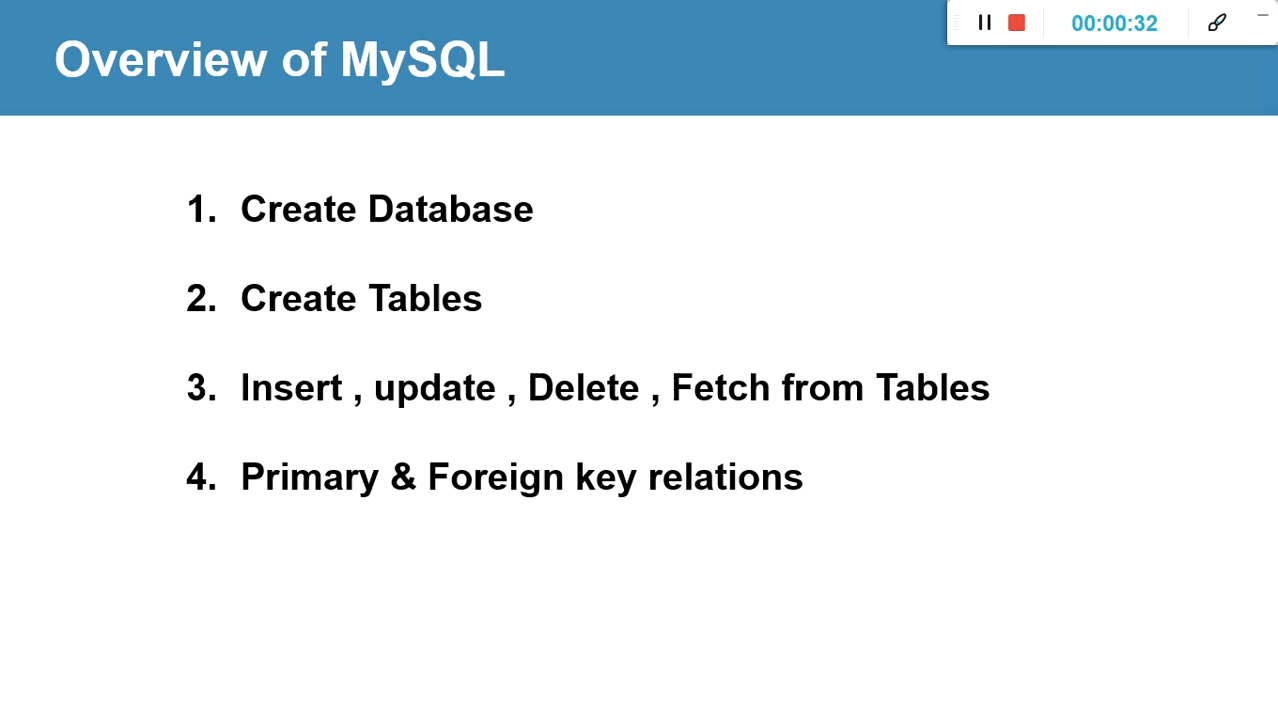 Overview of MySQL
00:00:32
1. Create Database
2. Create Tables
3. Insert , update , Delete , Fetch from Tables
4. Primary & Foreign key relations